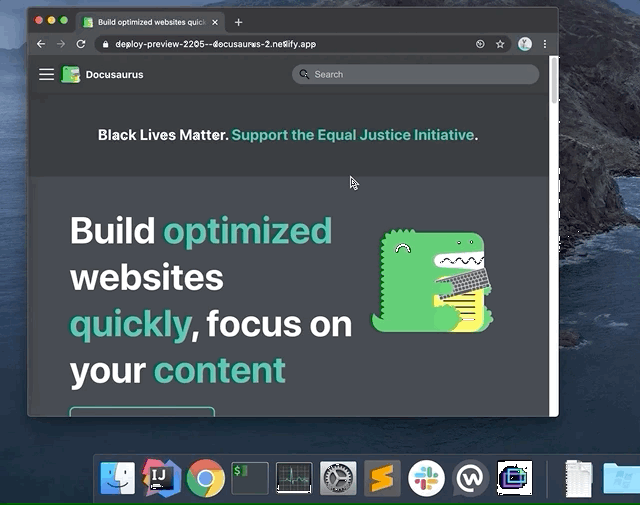 Build optimized websites quick
deploy-preview-2205--docusaurus-2.netlify.app
Docusaurus
Search
Black Lives Matter. Support the Equal Justice Initiative.
Build optimized
websites
quickly, focus on
your content
IJ
$